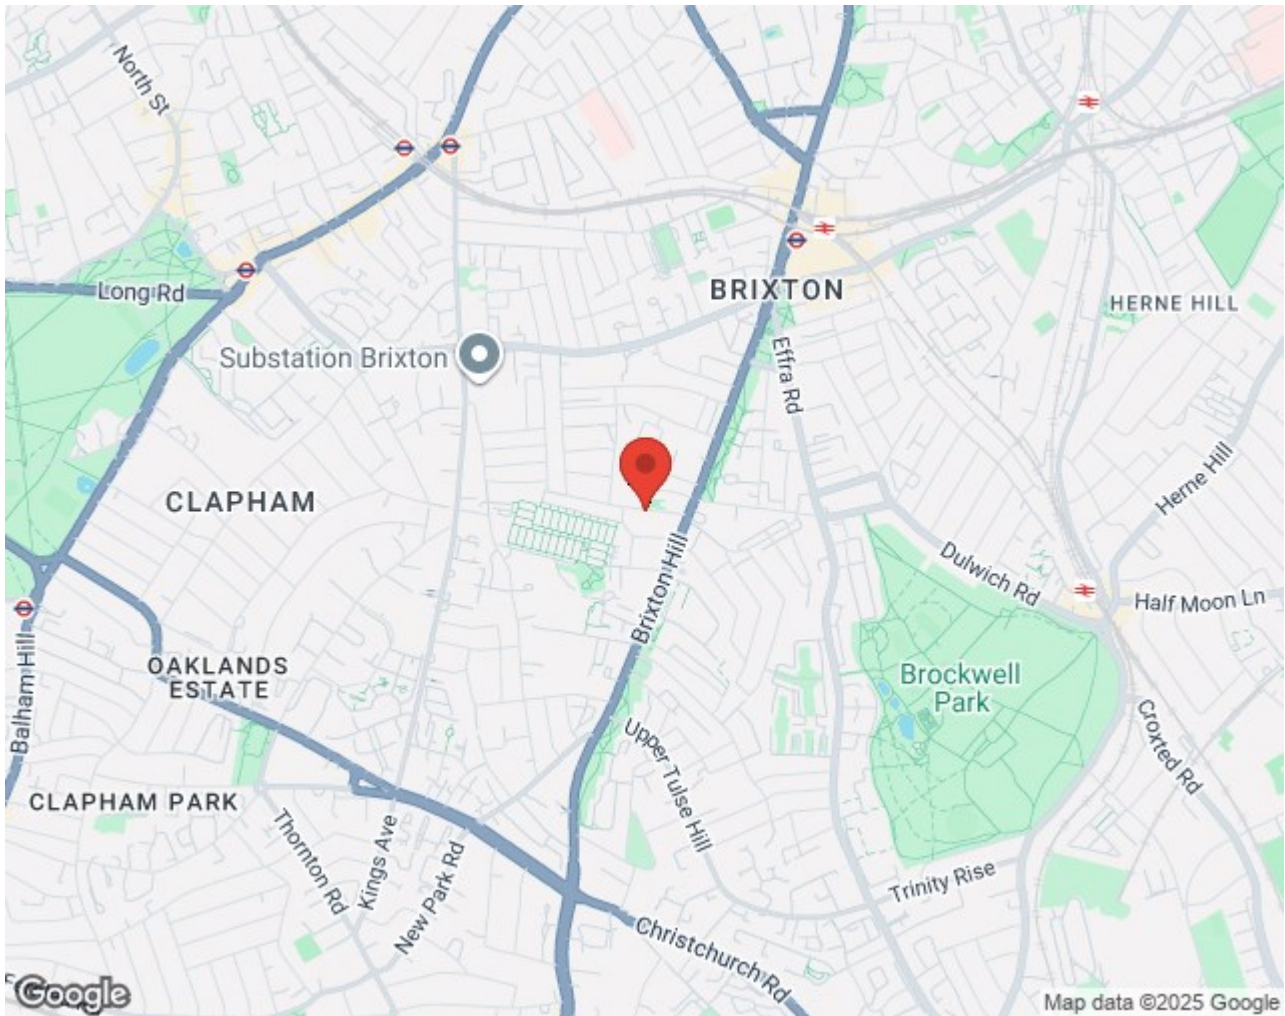 North St
Long Rd
BRIXTON
HERNE HILL
Substation Brixton
Effra Rd
Herne Hill
CLAPHAM
Dulwich Rd
Half Moon Ln
Brixton Hill
Balham Hill
OAKLANDS
ESTATE
Brockwell
Park
Upper Tulse Hill
Croxted Rd
CLAPHAM PARK
Thornton Rd
Kings Ave
New Park Rd
Trinity Rise
Christchurch Rd
Google
Map data ©2025 Google